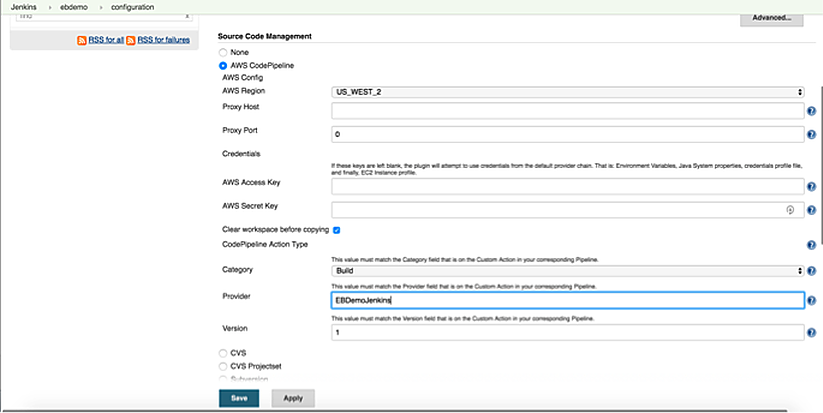 Jenkins › ebdemo › configuration
find x
Advanced...
RSS for all RSS for failures
Source Code Management
None
AWS CodePipeline
AWS Config
AWS Region US_WEST_2
Proxy Host
Proxy Port 0
Credentials
If these keys are left blank, the plugin will attempt to use credentials from the default provider chain. That is: Environment Variables, Java System properties, credentials profile file,
and finally, EC2 Instance profile.
AWS Access Key
AWS Secret Key
Clear workspace before copying
CodePipeline Action Type
This value must match the Category field that is on the Custom Action in your corresponding Pipeline.
Category Build
This value must match the Provider field that is on the Custom Action in your corresponding Pipeline.
Provider EBDemoJenkins
This value must match the Version field that is on the Custom Action in your corresponding Pipeline.
Version 1
CVS
CVS Projectset
Subversion
Save Apply